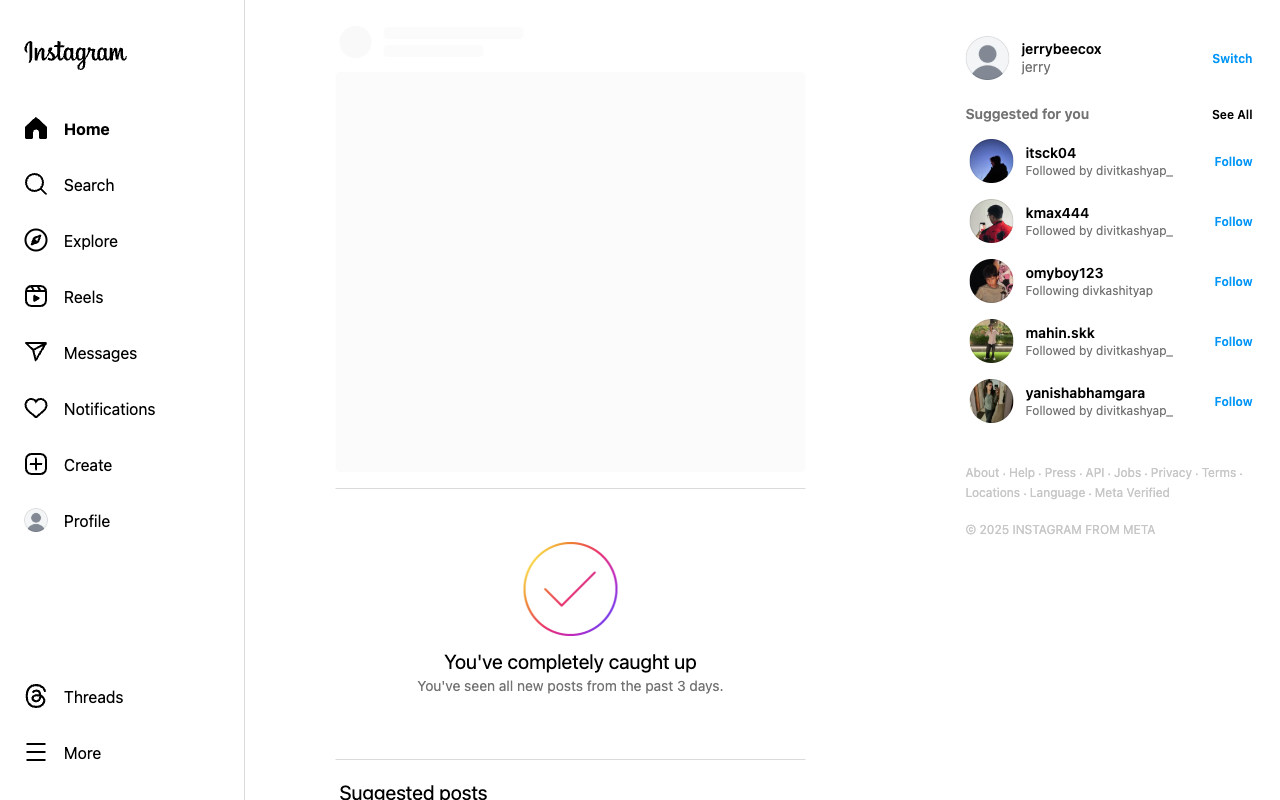 Instagram
Home
Search
Explore
Reels
Messages
Notifications
Create
Profile
Threads
More
You've completely caught up
You've seen all new posts from the past 3 days.
Suggested posts
jerrybeecox
jerry
Switch
Suggested for you
See All
itsck04
Followed by divitkashyap_
Follow
kmax444
Followed by divitkashyap_
Follow
omyboy123
Following divkashityap
Follow
mahin.skk
Followed by divitkashyap_
Follow
yanishabhamgara
Followed by divitkashyap_
Follow
About · Help · Press · API · Jobs · Privacy · Terms ·
Locations · Language · Meta Verified
© 2025 INSTAGRAM FROM META